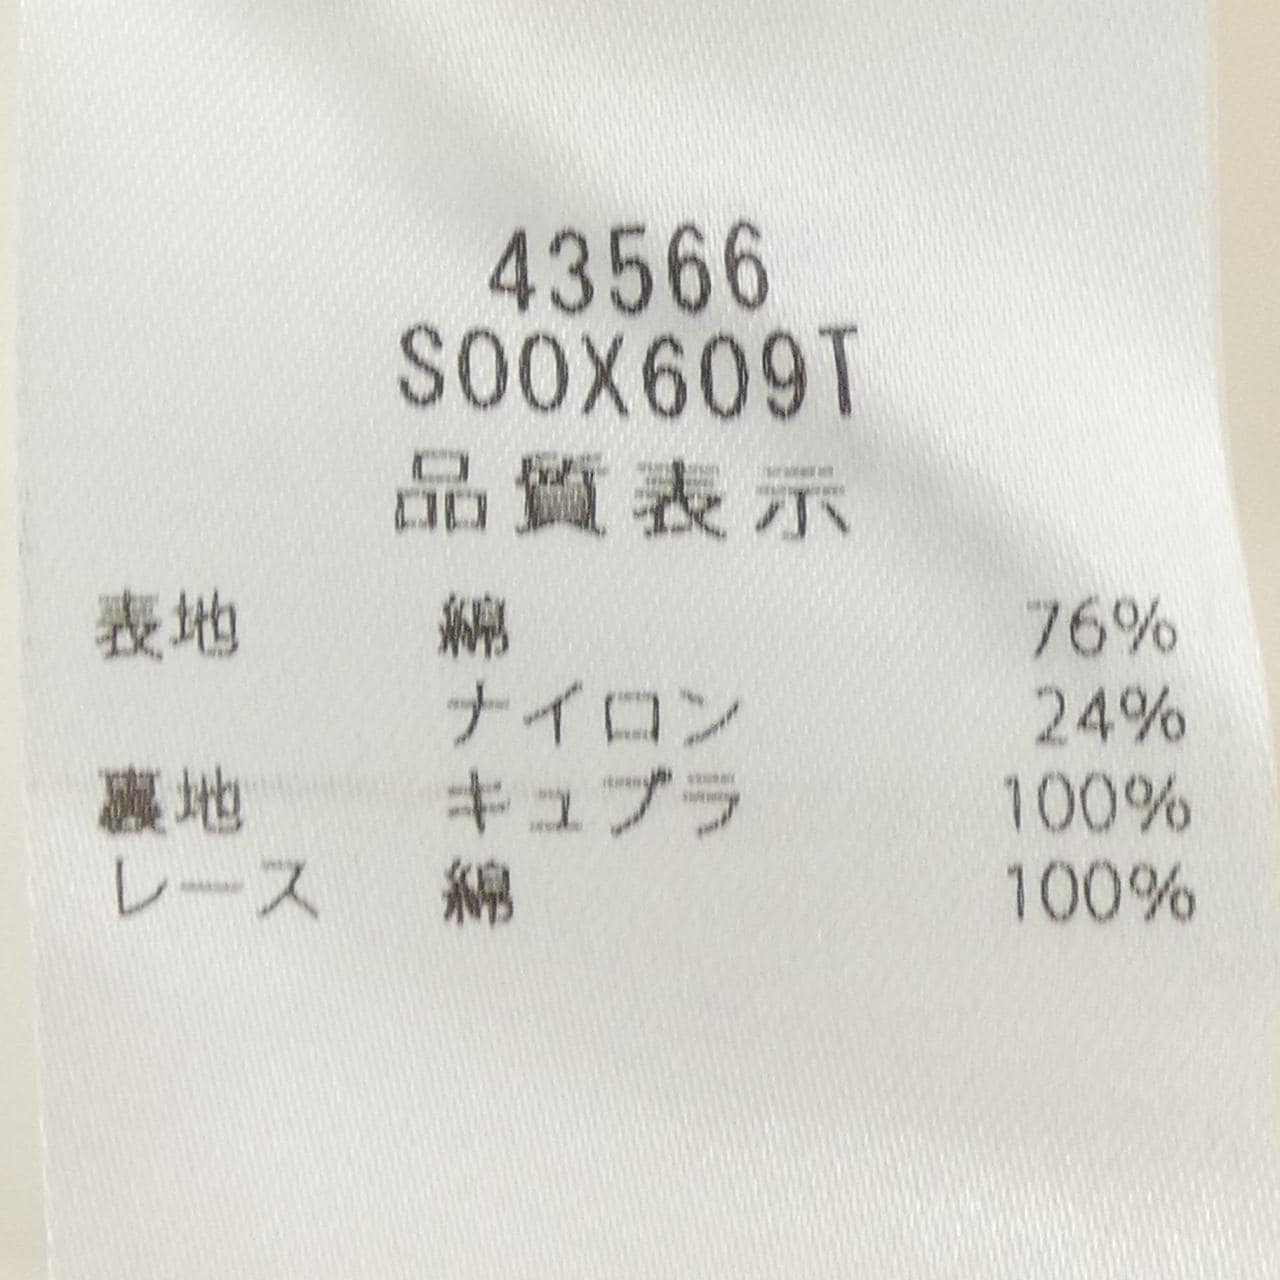 43566
S00X609T
品質表示
表地 綿 76%
ナイロン 24%
裏地 キュプラ 100%
レース 綿 100%